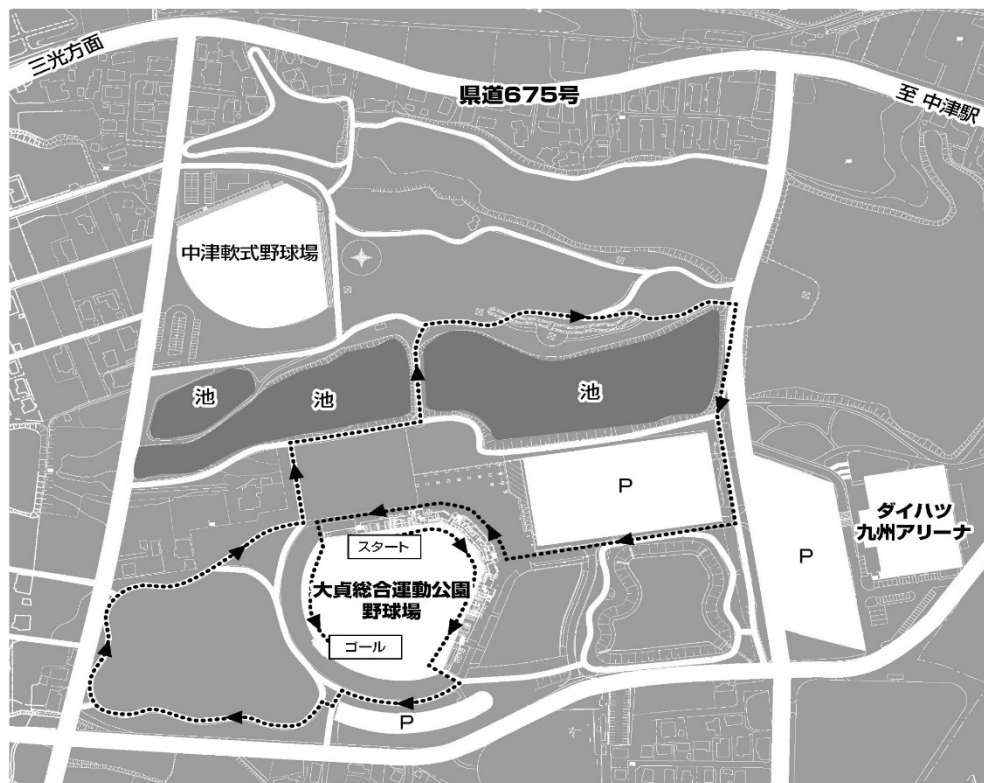 三光方面
県道675号
至 中津駅
中津軟式野球場
池
池
池
P
ダイハツ
九州アリーナ
P
スタート
大貞総合運動公園
野球場
ゴール
P